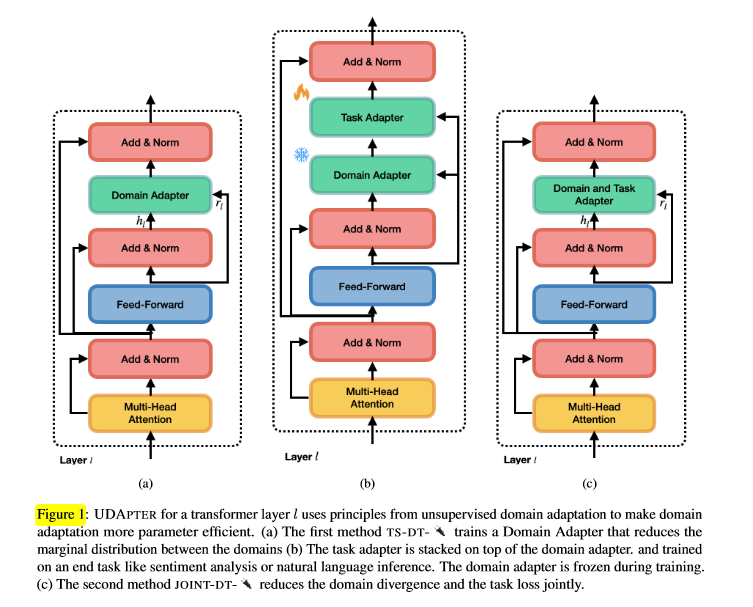 Add & Norm
Domain Adapter
r_l
h_l
Add & Norm
Feed-Forward
Add & Norm
Multi-Head
Attention
Layer l
(a)
Add & Norm
Task Adapter
Domain Adapter
Add & Norm
Feed-Forward
Add & Norm
Multi-Head
Attention
Layer l
(b)
Add & Norm
Domain and Task
Adapter
r_l
h_l
Add & Norm
Feed-Forward
Add & Norm
Multi-Head
Attention
Layer l
(c)
Figure 1: UDAPTER for a transformer layer l uses principles from unsupervised domain adaptation to make domain
adaptation more parameter efficient. (a) The first method TS-DT- trains a Domain Adapter that reduces the
marginal distribution between the domains (b) The task adapter is stacked on top of the domain adapter. and trained
on an end task like sentiment analysis or natural language inference. The domain adapter is frozen during training.
(c) The second method JOINT-DT- reduces the domain divergence and the task loss jointly.